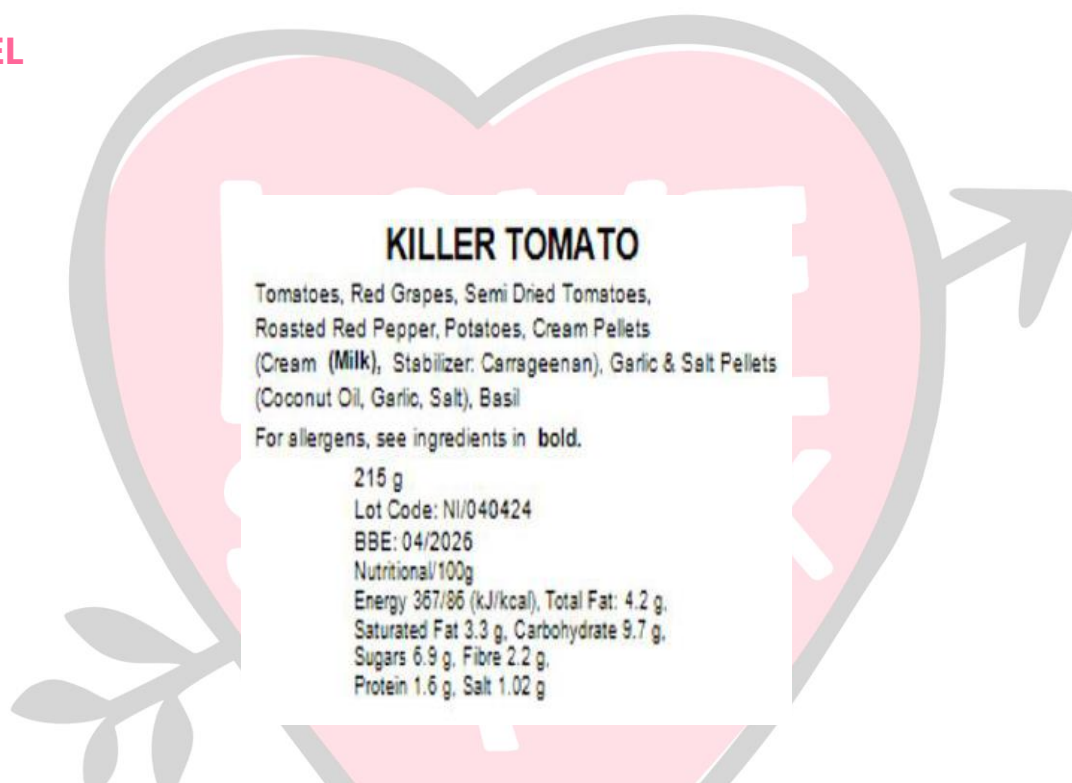 EL
KILLER TOMATO
Tomatoes, Red Grapes, Semi Dried Tomatoes,
Roasted Red Pepper, Potatoes, Cream Pellets
(Cream (Milk), Stabilizer: Carrageenan), Garlic & Salt Pellets
(Coconut Oil, Garlic, Salt), Basil
For allergens, see ingredients in bold.
215 g
Lot Code: NI/040424
BBE: 04/2026
Nutritional/100g
Energy 367/86 (kJ/kcal), Total Fat: 4.2 g,
Saturated Fat 3.3 g, Carbohydrate 9.7 g,
Sugars 6.9 g, Fibre 2.2 g,
Protein 1.6 g, Salt 1.02 g